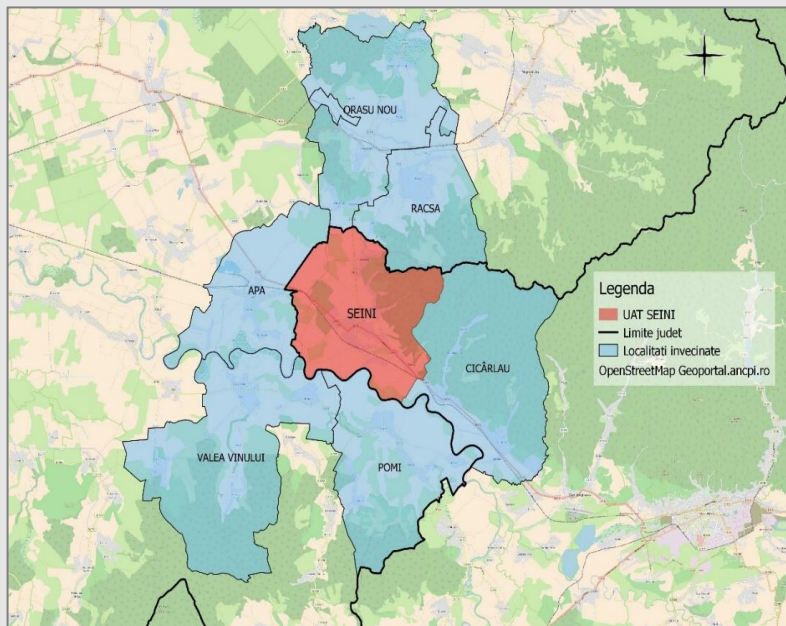 ORASU NOU
RACSA
APA
SEINI
CICÂRLAU
VALEA VINULUI
POMI
Legenda
UAT SEINI
Limite judet
Localitati invecinate
OpenStreetMap Geoportal.ancpi.ro